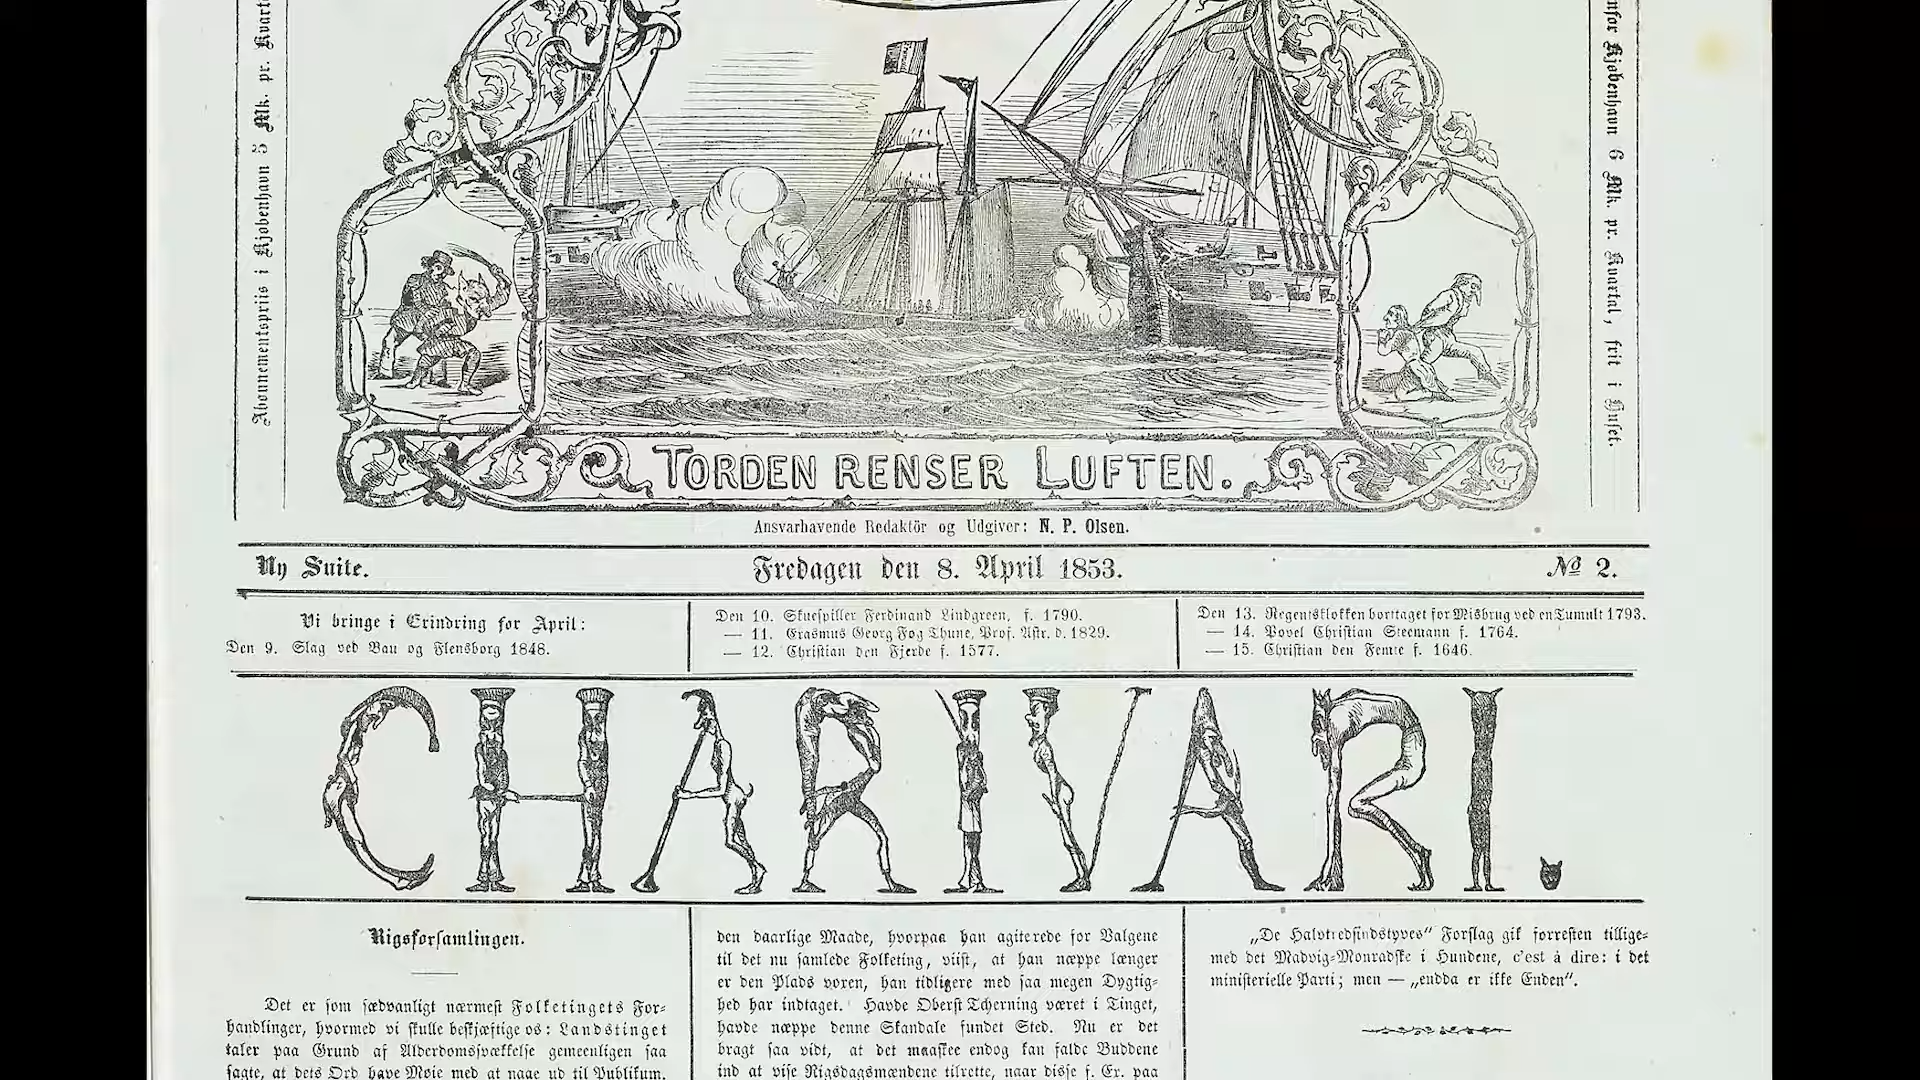 Abonnementspriis i Kjøbenhavn 5 Mk. pr. Kvart
nfor Kjøbenhavn 6 Mk. pr. Kvartal, frit i Huset.
TORDEN RENSER LUFTEN.
Ansvarhavende Redaktör og Udgiver: N. P. Olsen.
Ny Suite. Fredagen den 8. April 1853. № 2.
Vi bringe i Erindring for April:
Den 9. Slag ved Bau og Flensborg 1848.
Den 10. Skuespiller Ferdinand Lindgreen, f. 1790.
— 11. Erasmus Georg Fog Thune, Prof. Astr. d. 1829.
— 12. Christian den Fjerde f. 1577.
Den 13. Regentsklokken borttaget for Misbrug ved en Tumult 1793.
— 14. Povel Christian Steemann f. 1764.
— 15. Christian den Femte f. 1646.
CHARIVARI.
Rigsforsamlingen.
Det er som sædvanligt nærmest Folketingets For-
handlinger, hvormed vi skulle beskjæftige os: Landstinget
taler paa Grund af Alderdomssvækkelse gemeenligen saa
sagte, at dets Ord have Møie med at naae ud til Publikum.
den daarlige Maade, hvorpaa han agiterede for Valgene
til det nu samlede Folketing, viist, at han næppe længer
er den Plads voxen, han tidligere med saa megen Dygtig-
hed har indtaget. Havde Oberst Tcherning været i Tinget,
havde næppe denne Skandale fundet Sted. Nu er det
bragt saa vidt, at det maaskee endog kan falde Buddene
ind at vise Rigsdagsmændene tilrette, naar disse f. Ex. paa
„De Halvtredsindstyves" Forslag gik forresten tillige-
med det Madvig-Monradske i Hundene, c'est à dire: i det
ministerielle Parti; men — „endda er ikke Enden".